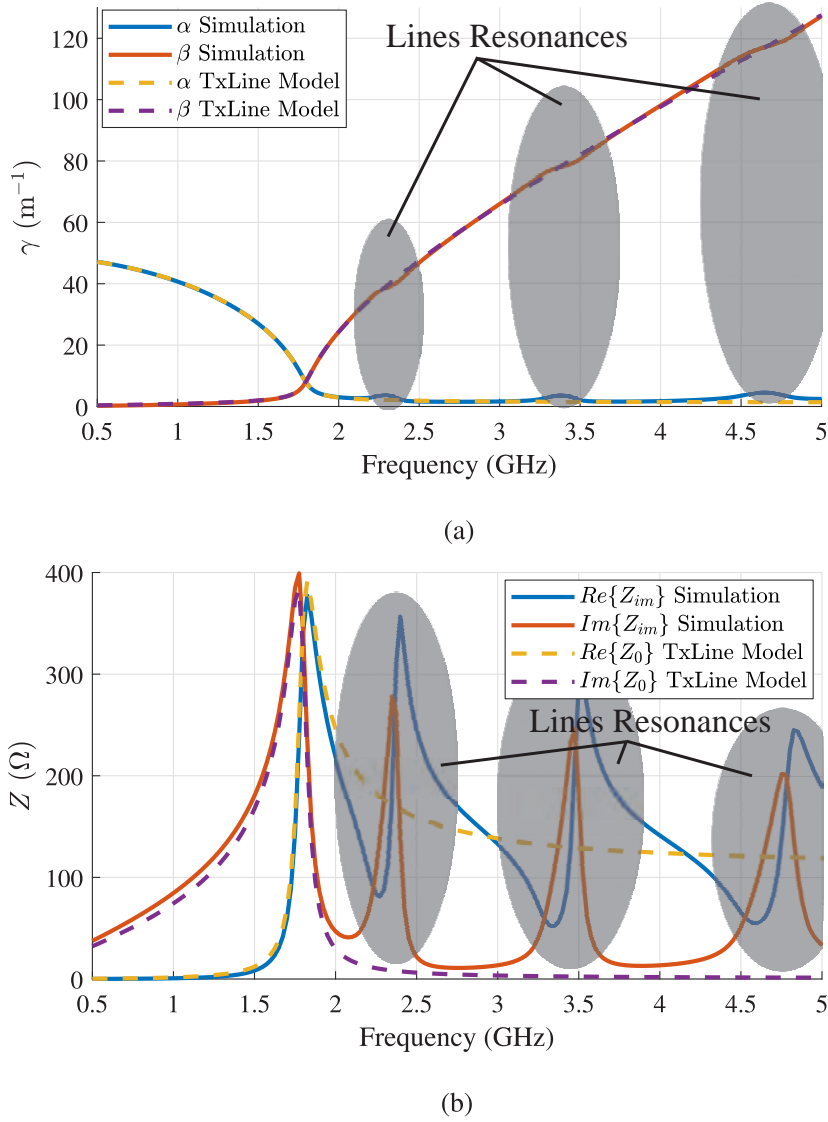 α Simulation
β Simulation
α TxLine Model
β TxLine Model
Lines Resonances
120
100
80
60
40
20
0
γ (m⁻¹)
0.5 1 1.5 2 2.5 3 3.5 4 4.5 5
Frequency (GHz)
(a)
Re{Z_im} Simulation
Im{Z_im} Simulation
Re{Z_0} TxLine Model
Im{Z_0} TxLine Model
Lines Resonances
400
300
200
100
0
Z (Ω)
0.5 1 1.5 2 2.5 3 3.5 4 4.5 5
Frequency (GHz)
(b)